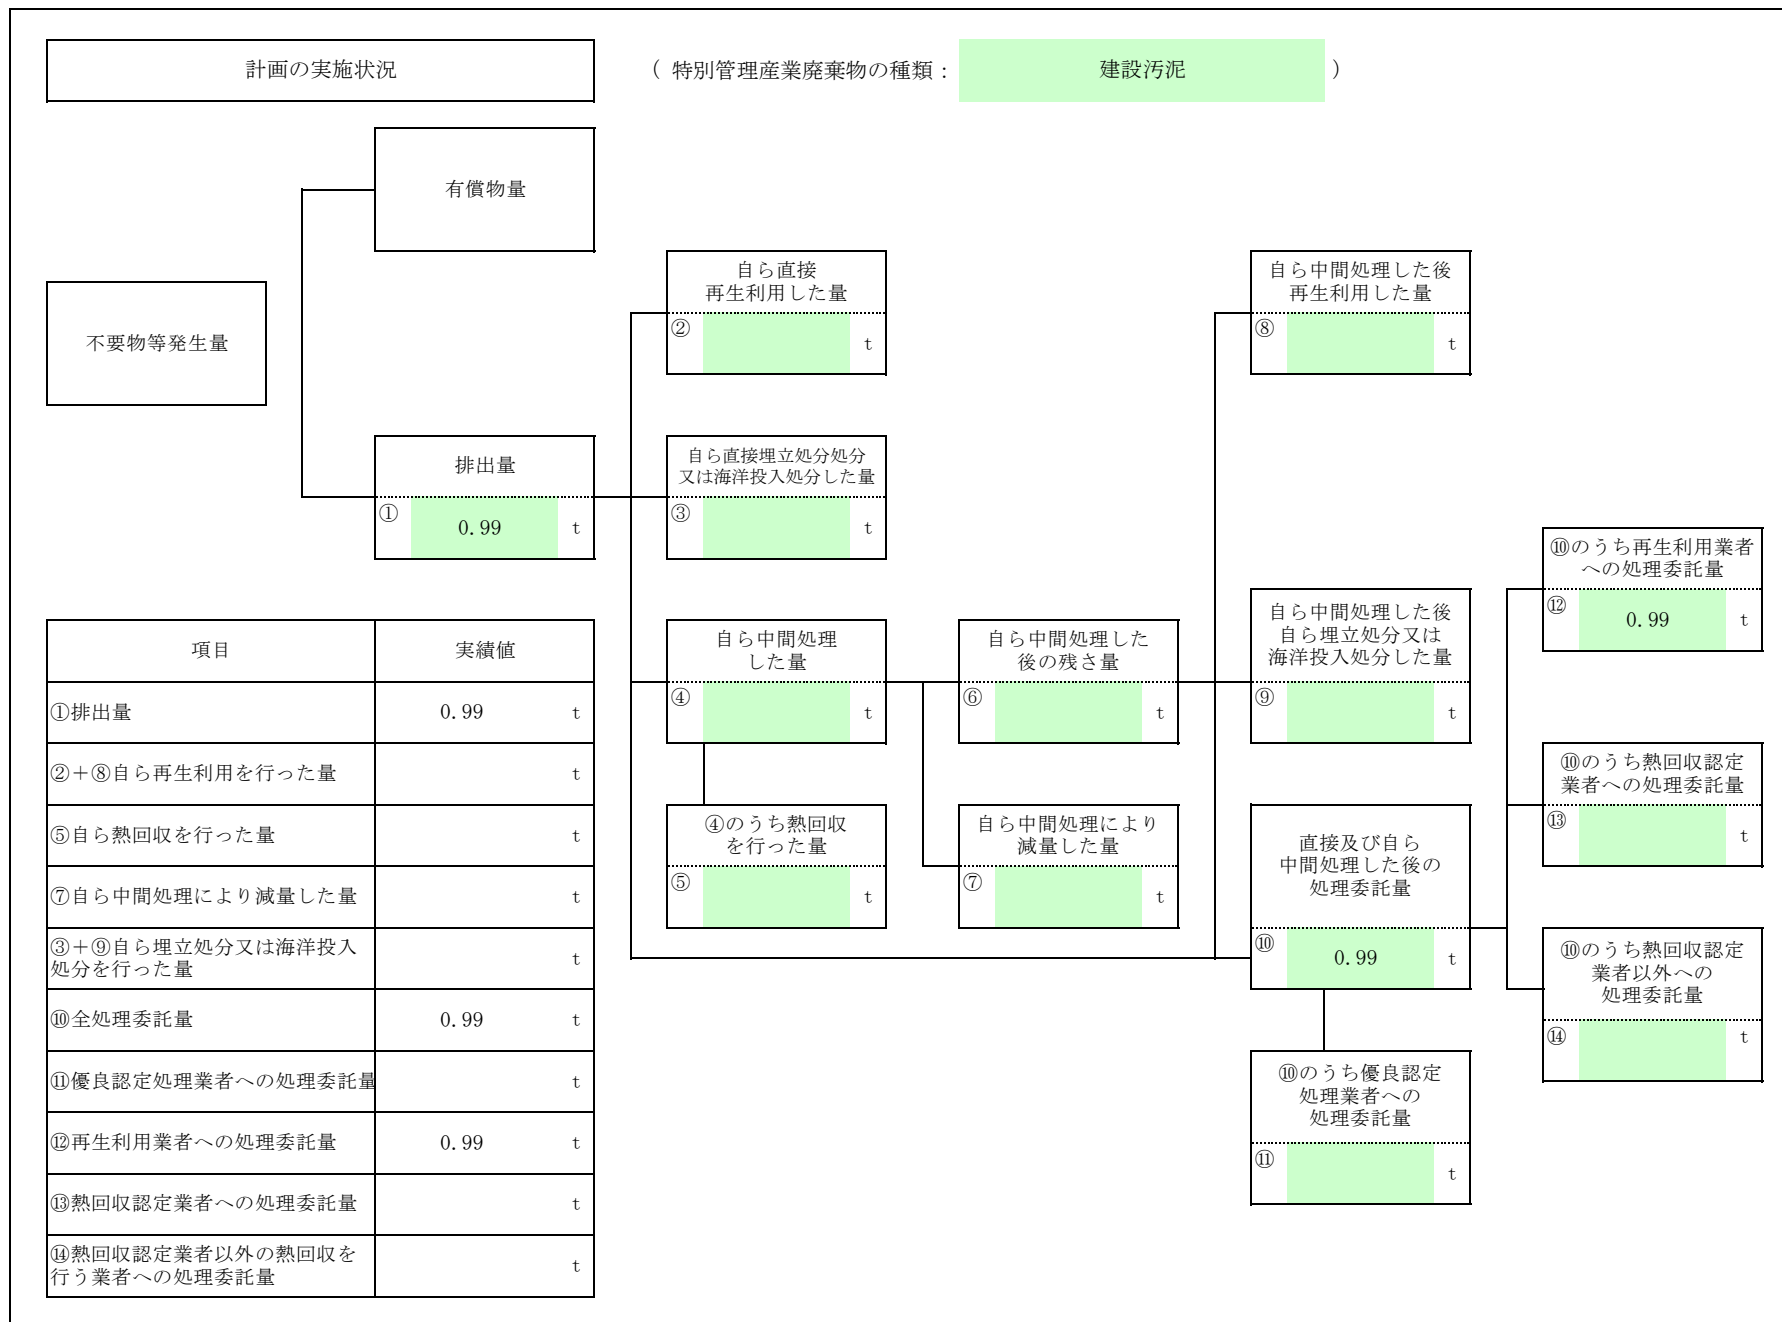 計画の実施状況
（ 特別管理産業廃棄物の種類： 建設汚泥 ）
有償物量
不要物等発生量
排出量
① 0.99 t
自ら直接
再生利用した量
② t
自ら直接埋立処分処分
又は海洋投入処分した量
③ t
自ら中間処理
した量
④ t
④のうち熱回収
を行った量
⑤ t
自ら中間処理した
後の残さ量
⑥ t
自ら中間処理により
減量した量
⑦ t
自ら中間処理した後
再生利用した量
⑧ t
自ら中間処理した後
自ら埋立処分又は
海洋投入処分した量
⑨ t
直接及び自ら
中間処理した後の
処理委託量
⑩ 0.99 t
⑩のうち優良認定
処理業者への
処理委託量
⑪ t
⑩のうち再生利用業者
への処理委託量
⑫ 0.99 t
⑩のうち熱回収認定
業者への処理委託量
⑬ t
⑩のうち熱回収認定
業者以外への
処理委託量
⑭ t
項目 実績値
①排出量 0.99 t
②＋⑧自ら再生利用を行った量 t
⑤自ら熱回収を行った量 t
⑦自ら中間処理により減量した量 t
③＋⑨自ら埋立処分又は海洋投入
処分を行った量 t
⑩全処理委託量 0.99 t
⑪優良認定処理業者への処理委託量 t
⑫再生利用業者への処理委託量 0.99 t
⑬熱回収認定業者への処理委託量 t
⑭熱回収認定業者以外の熱回収を
行う業者への処理委託量 t